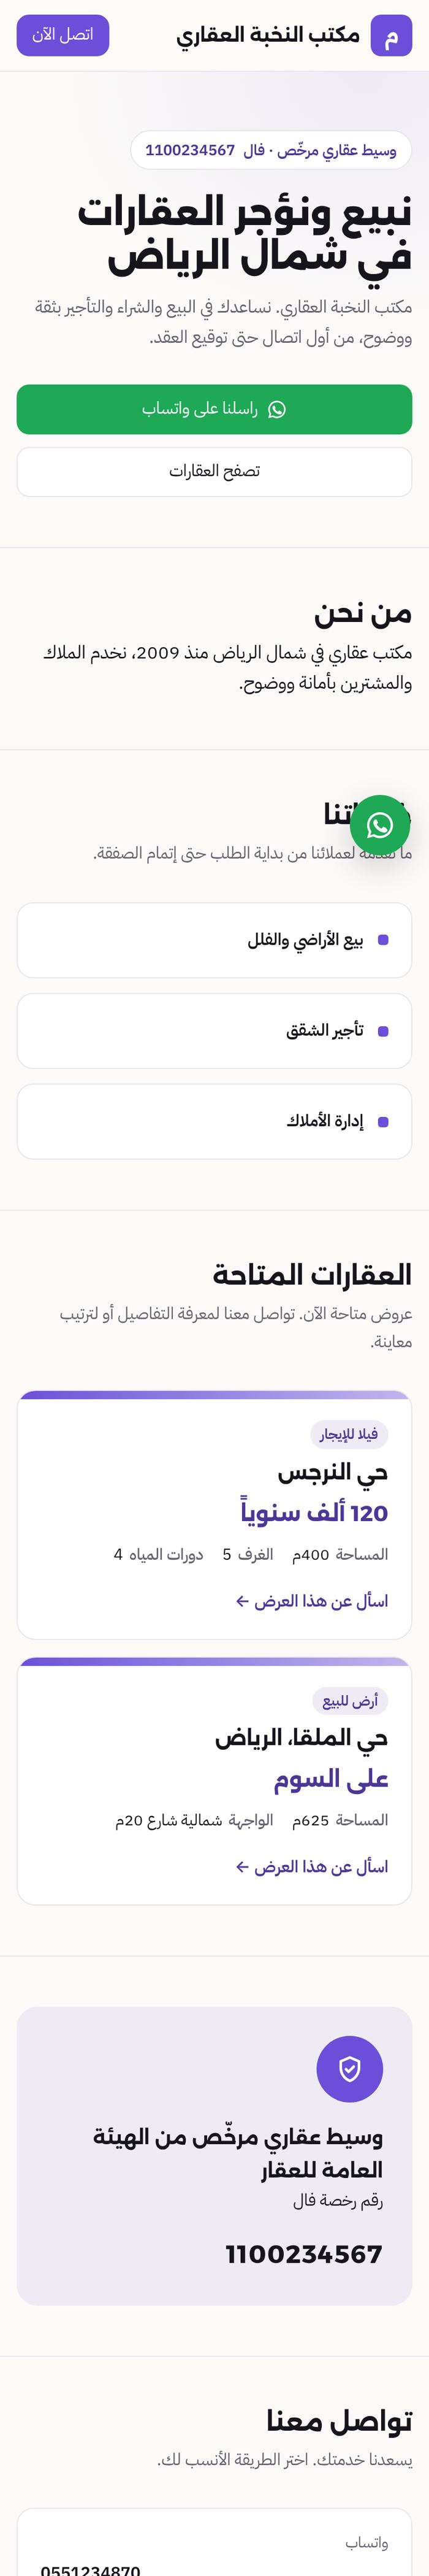 م
مكتب النخبة العقاري
اتصل الآن
وسيط عقاري مرخّص · فال 1100234567
نبيع ونؤجر العقارات
في شمال الرياض
مكتب النخبة العقاري. نساعدك في البيع والشراء والتأجير بثقة
ووضوح، من أول اتصال حتى توقيع العقد.
راسلنا على واتساب
تصفح العقارات
من نحن
مكتب عقاري في شمال الرياض منذ 2009، نخدم الملاك
والمشترين بأمانة ووضوح.
ما لعملائنا من بداية الطلب حتى إتمام الصفقة.
بيع الأراضي والفلل
تأجير الشقق
إدارة الأملاك
العقارات المتاحة
عروض متاحة الآن. تواصل معنا لمعرفة التفاصيل أو لترتيب
معاينة.
فيلا للإيجار
حي النرجس
120 ألف سنوياً
المساحة 400م الغرف 5 دورات المياه 4
اسأل عن هذا العرض ←
أرض للبيع
حي الملقا، الرياض
على السوم
المساحة 625م الواجهة شمالية شارع 20م
اسأل عن هذا العرض ←
وسيط عقاري مرخّص من الهيئة
العامة للعقار
رقم رخصة فال
1100234567
تواصل معنا
يسعدنا خدمتك. اختر الطريقة الأنسب لك.
واتساب
0551234870